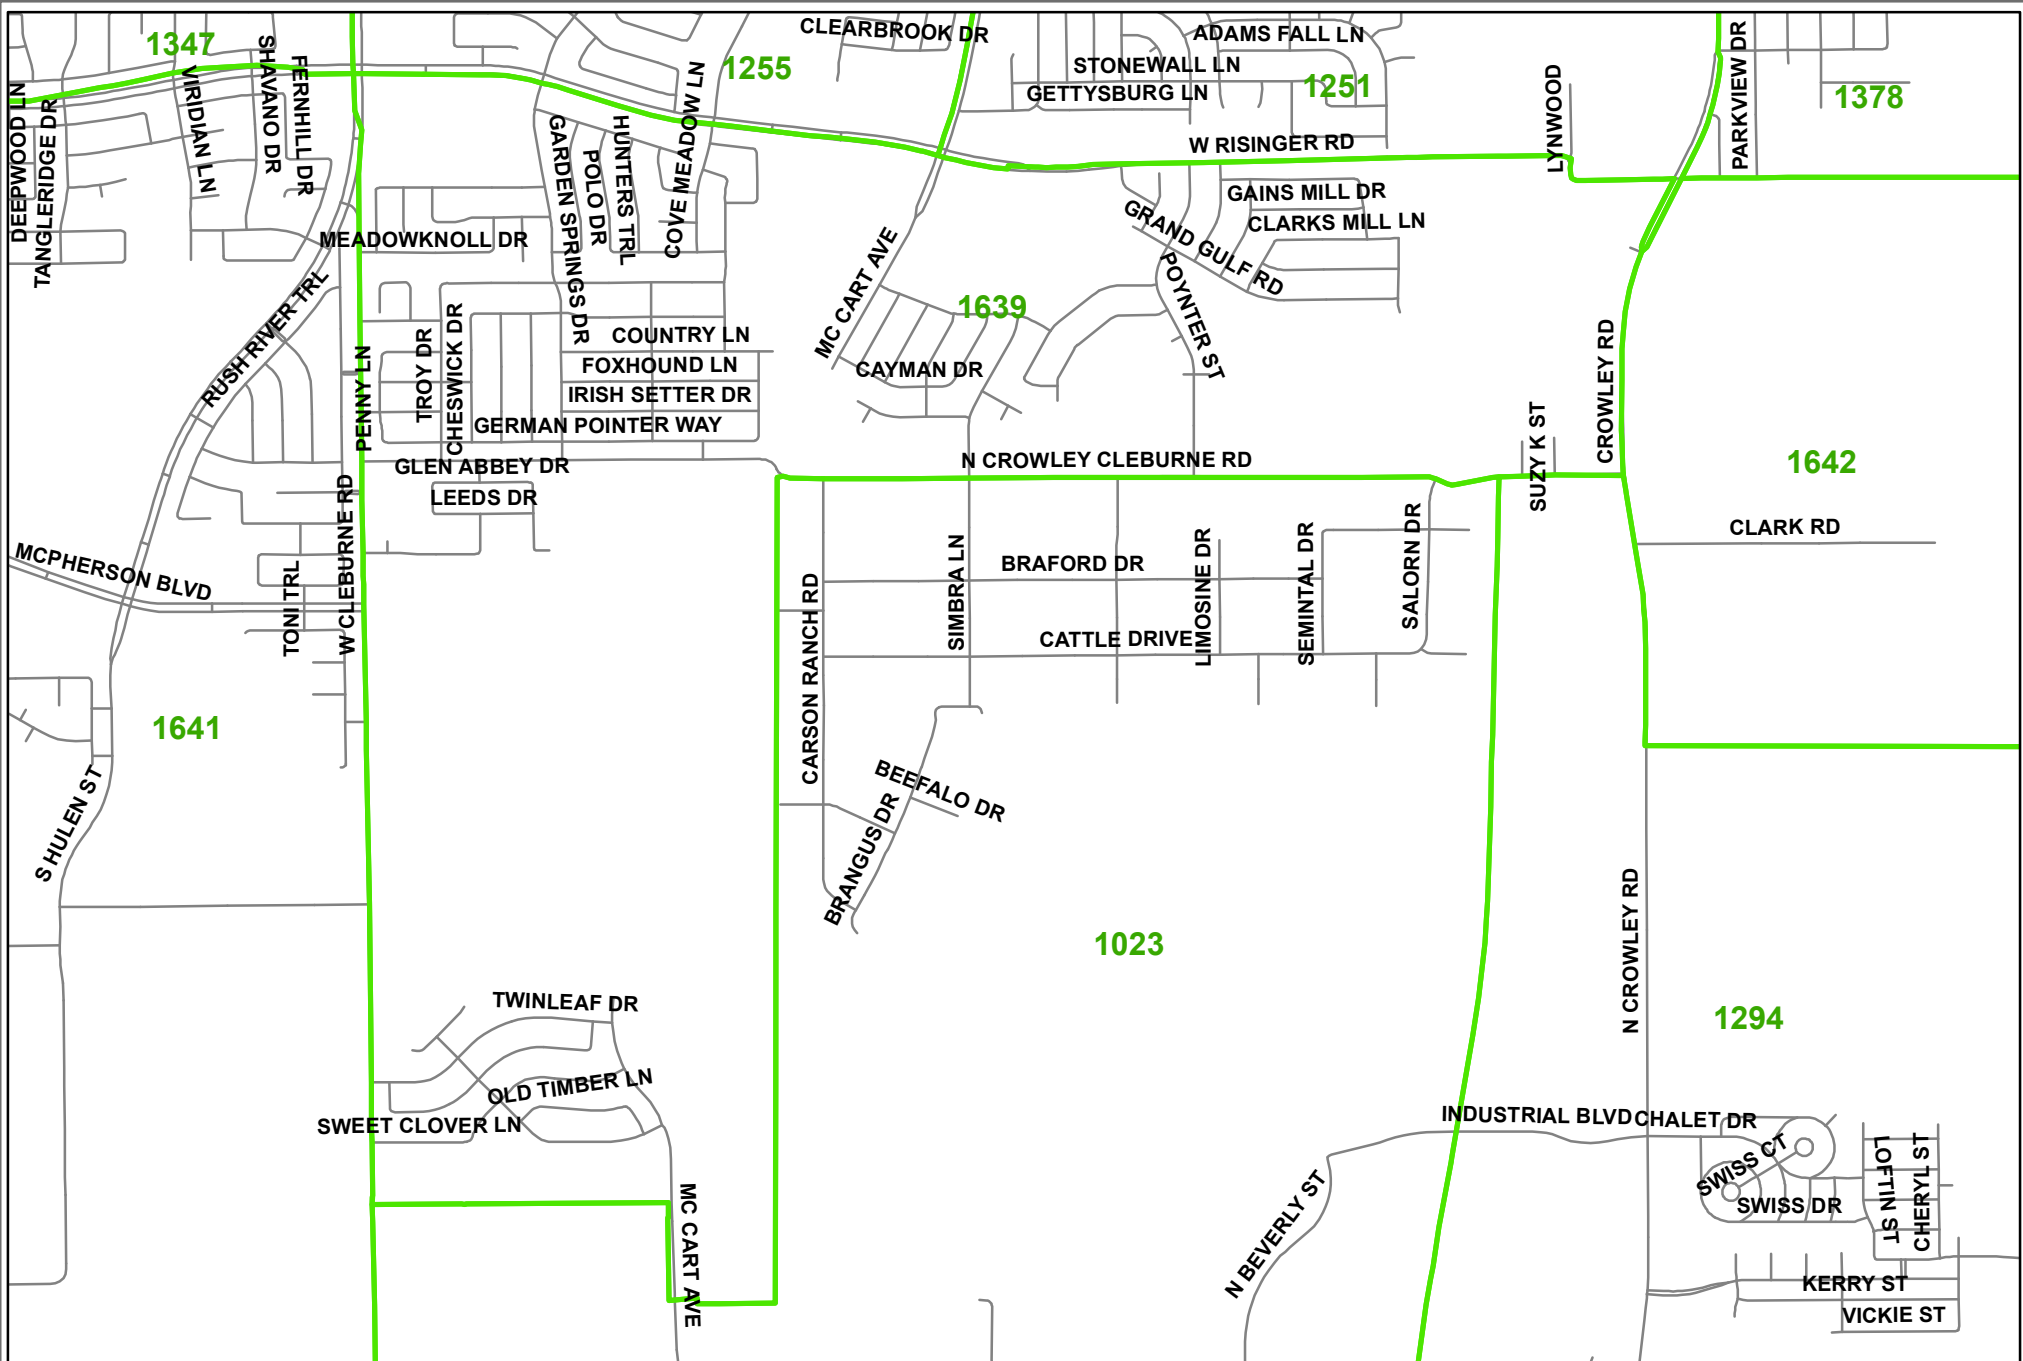 1347
SHAVANO DR
FERNHILL DR
VIRIDIAN LN
DEEPWOOD LN
TANGLERIDGE DR
1255
COVE MEADOW LN
CLEARBROOK DR
ADAMS FALL LN
STONEWALL LN
GETTYSBURG LN
1251
LYNWOOD
PARKVIEW DR
1378
W RISINGER RD
GARDEN SPRINGS DR
POLO DR
HUNTERS TRL
MEADOWKNOLL DR
GAINS MILL DR
CLARKS MILL LN
GRAND GULF RD
POYNTER ST
MC CART AVE
1639
RUSH RIVER TRL
PENNY LN
TROY DR
CHESWICK DR
COUNTRY LN
FOXHOUND LN
IRISH SETTER DR
GERMAN POINTER WAY
CAYMAN DR
CROWLEY RD
SUZY K ST
GLEN ABBEY DR
LEEDS DR
N CROWLEY CLEBURNE RD
1642
CLARK RD
MCPHERSON BLVD
TONI TRL
W CLEBURNE RD
CARSON RANCH RD
SIMBRA LN
BRAFORD DR
LIMOSINE DR
SEMINTAL DR
SALORN DR
CATTLE DRIVE
1641
S HULEN ST
BEEFALO DR
BRANGUS DR
1023
N CROWLEY RD
1294
TWINLEAF DR
OLD TIMBER LN
SWEET CLOVER LN
MC CART AVE
INDUSTRIAL BLVD
CHALET DR
SWISS CT
SWISS DR
LOFTIN ST
CHERYL ST
N BEVERLY ST
KERRY ST
VICKIE ST